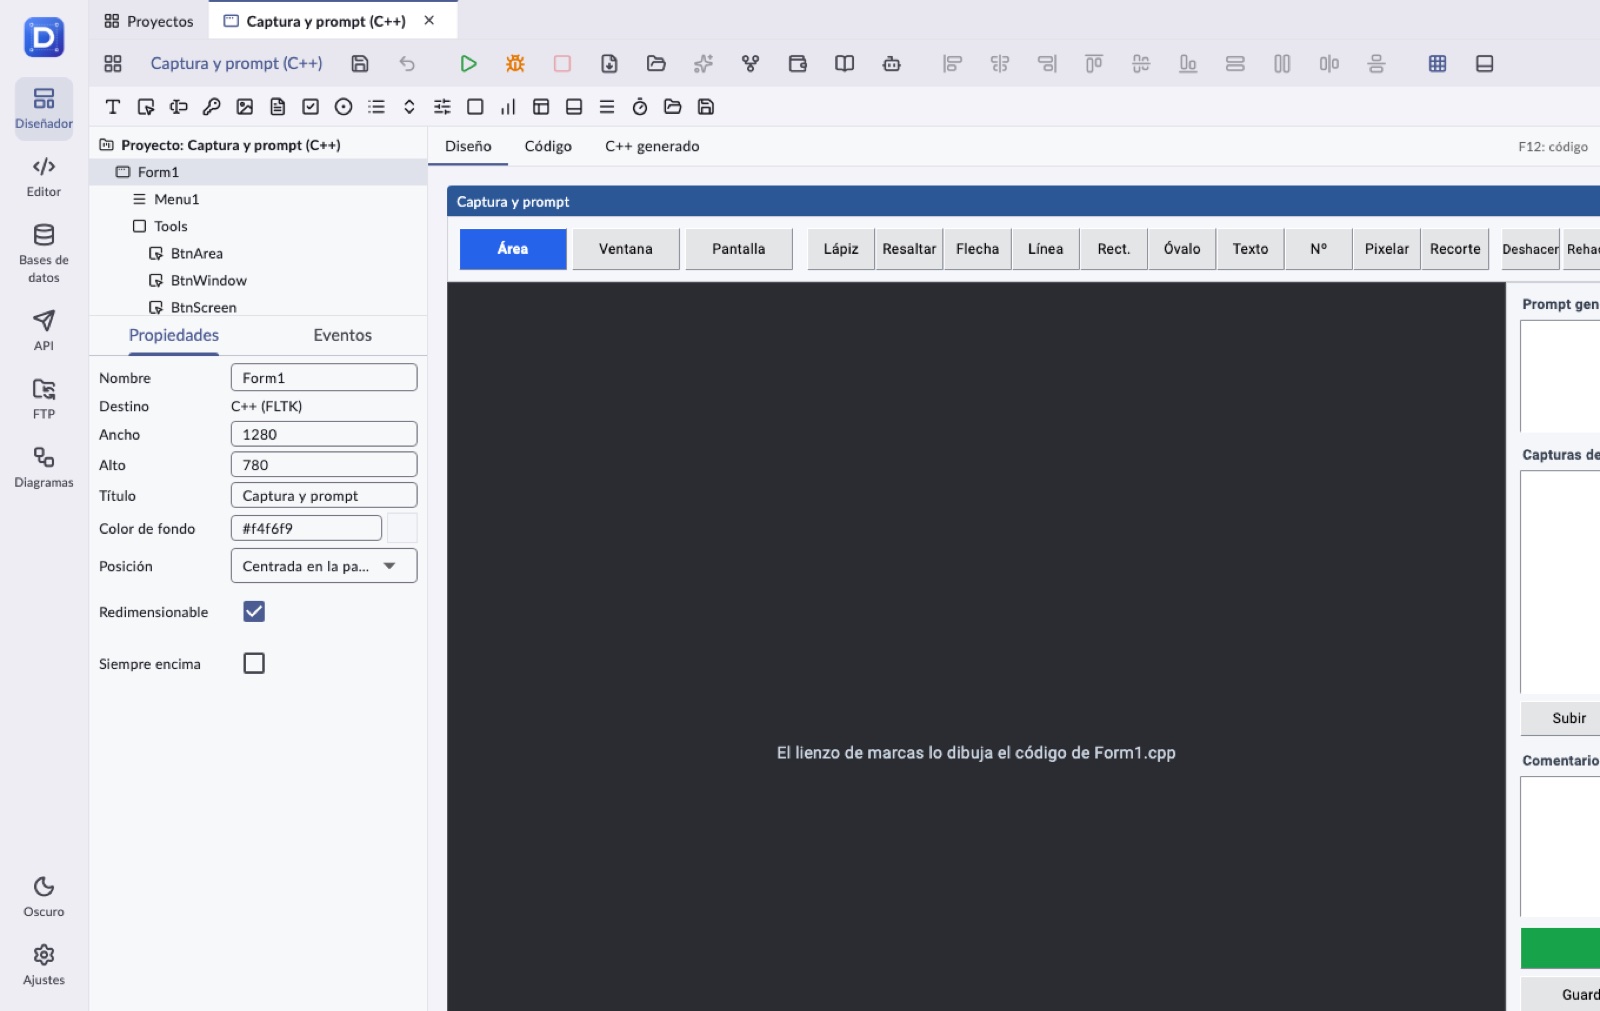 Proyectos
Captura y prompt (C++)
Captura y prompt (C++)
Diseñador
Editor
Bases de
datos
API
FTP
Diagramas
Oscuro
Ajustes
Proyecto: Captura y prompt (C++)
Form1
Menu1
Tools
BtnArea
BtnWindow
BtnScreen
Propiedades
Eventos
Nombre
Form1
Destino
C++ (FLTK)
Ancho
1280
Alto
780
Título
Captura y prompt
Color de fondo
#f4f6f9
Posición
Centrada en la pa...
Redimensionable
Siempre encima
Diseño
Código
C++ generado
F12: código
Captura y prompt
Área
Ventana
Pantalla
Lápiz
Resaltar
Flecha
Línea
Rect.
Óvalo
Texto
Nº
Pixelar
Recorte
Deshacer
Reha
El lienzo de marcas lo dibuja el código de Form1.cpp
Prompt gen
Capturas de
Subir
Comentario
Guard